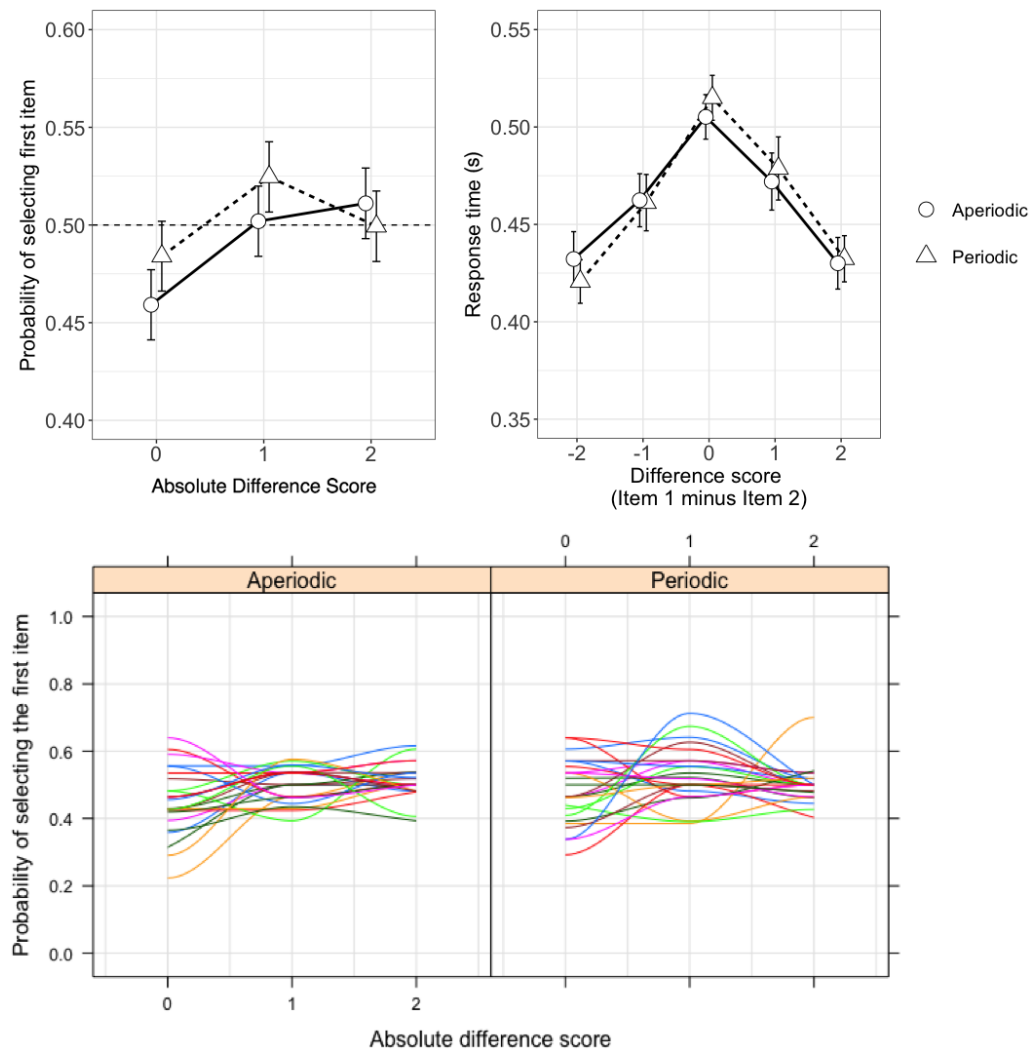 Probability of selecting first item
0.60
0.55
0.50
0.45
0.40
0
1
2
Absolute Difference Score
Response time (s)
0.55
0.50
0.45
0.40
0.35
-2
-1
0
1
2
Difference score
(Item 1 minus Item 2)
Aperiodic
Periodic
0
1
2
Aperiodic
Periodic
Probability of selecting the first item
1.0
0.8
0.6
0.4
0.2
0.0
0
1
2
Absolute difference score